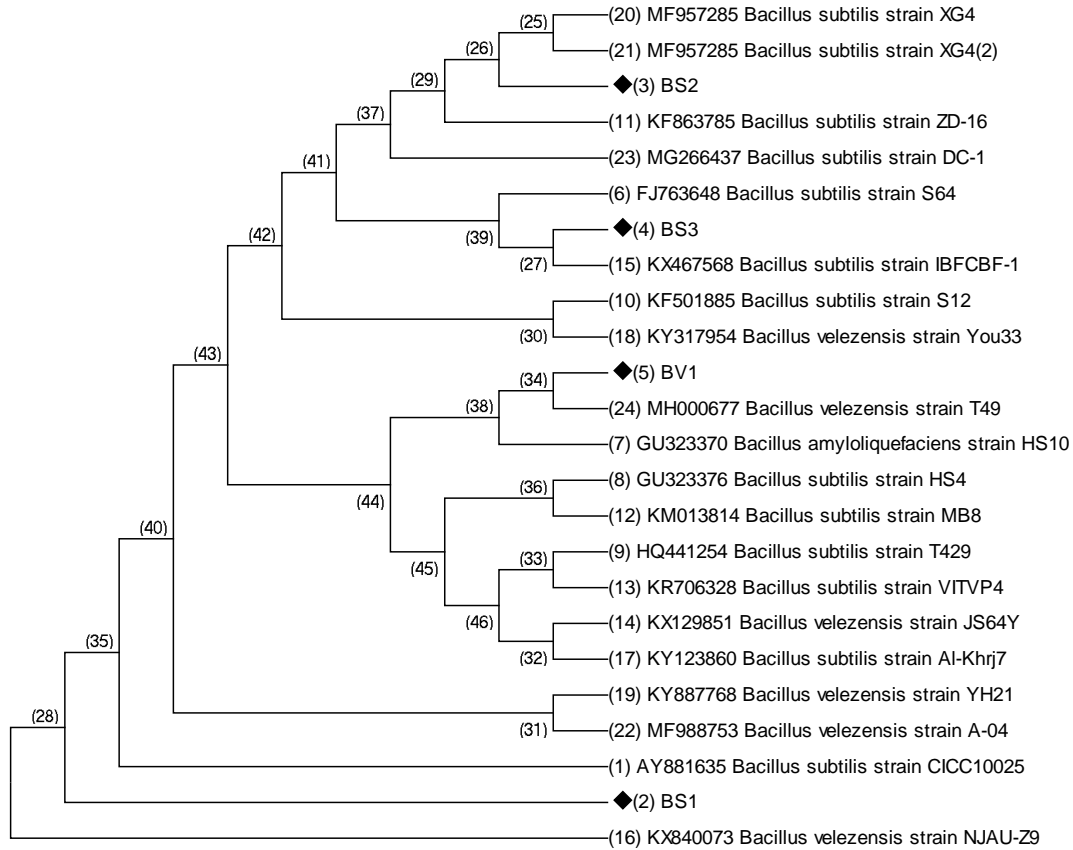 (20) MF957285 Bacillus subtilis strain XG4
(25)
(21) MF957285 Bacillus subtilis strain XG4(2)
(26)
(3) BS2
(29)
(11) KF863785 Bacillus subtilis strain ZD-16
(37)
(23) MG266437 Bacillus subtilis strain DC-1
(41)
(6) FJ763648 Bacillus subtilis strain S64
(4) BS3
(39)
(42)
(27)
(15) KX467568 Bacillus subtilis strain IBFCBF-1
(10) KF501885 Bacillus subtilis strain S12
(30)
(18) KY317954 Bacillus velezensis strain You33
(43)
(5) BV1
(34)
(24) MH000677 Bacillus velezensis strain T49
(38)
(7) GU323370 Bacillus amyloliquefaciens strain HS10
(8) GU323376 Bacillus subtilis strain HS4
(36)
(44)
(12) KM013814 Bacillus subtilis strain MB8
(40)
(9) HQ441254 Bacillus subtilis strain T429
(33)
(45)
(13) KR706328 Bacillus subtilis strain VITVP4
(46)
(14) KX129851 Bacillus velezensis strain JS64Y
(35)
(32)
(17) KY123860 Bacillus subtilis strain Al-Khrj7
(19) KY887768 Bacillus velezensis strain YH21
(28)
(31)
(22) MF988753 Bacillus velezensis strain A-04
(1) AY881635 Bacillus subtilis strain CICC10025
(2) BS1
(16) KX840073 Bacillus velezensis strain NJAU-Z9